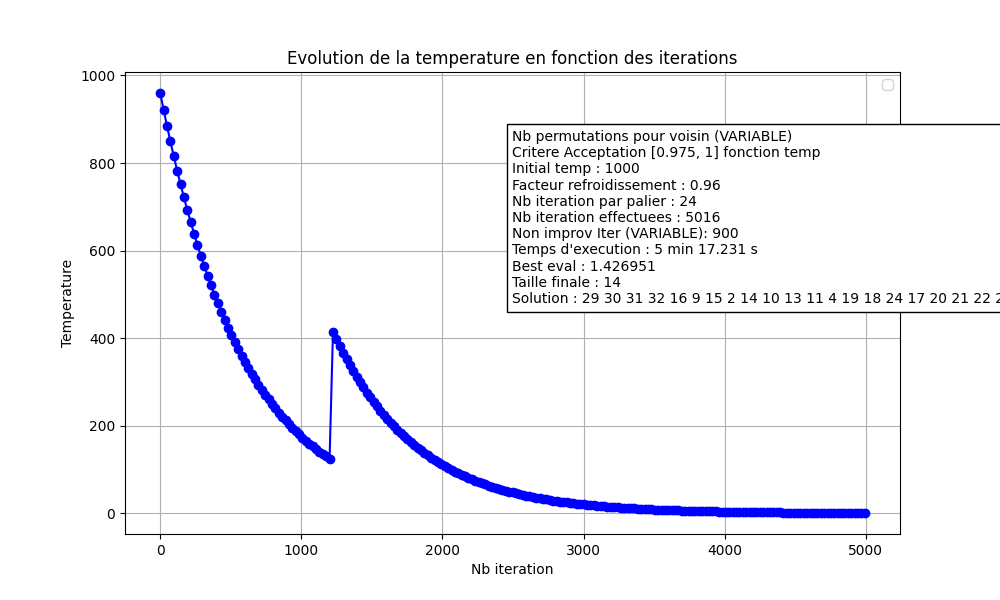 Evolution de la temperature en fonction des iterations
1000
800
600
400
200
0
Temperature
Nb permutations pour voisin (VARIABLE)
Critere Acceptation [0.975, 1] fonction temp
Initial temp : 1000
Facteur refroidissement : 0.96
Nb iteration par palier : 24
Nb iteration effectuees : 5016
Non improv Iter (VARIABLE): 900
Temps d'execution : 5 min 17.231 s
Best eval : 1.426951
Taille finale : 14
Solution : 29 30 31 32 16 9 15 2 14 10 13 11 4 19 18 24 17 20 21 22
0 1000 2000 3000 4000 5000
Nb iteration